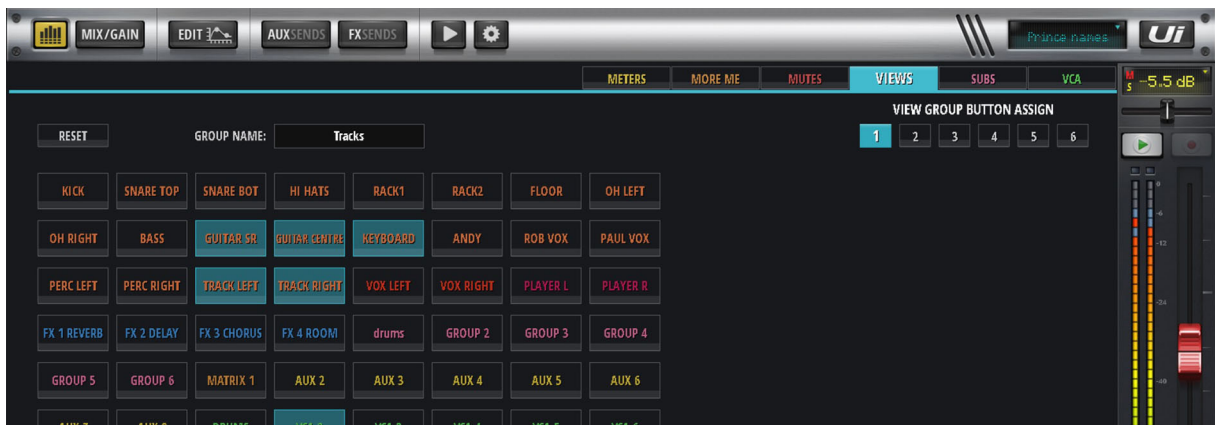 MIX/GAIN EDIT AUXSENDS FXSENDS Prince names Ui
METERS MORE ME MUTES VIEWS SUBS VCA M S -5.5 dB
VIEW GROUP BUTTON ASSIGN
RESET GROUP NAME: Tracks 1 2 3 4 5 6
KICK SNARE TOP SNARE BOT HI HATS RACK1 RACK2 FLOOR OH LEFT 0
-6
OH RIGHT BASS GUITAR SR GUITAR CENTRE KEYBOARD ANDY ROB VOX PAUL VOX -12
PERC LEFT PERC RIGHT TRACK LEFT TRACK RIGHT VOX LEFT VOX RIGHT PLAYER L PLAYER R
-24
FX 1 REVERB FX 2 DELAY FX 3 CHORUS FX 4 ROOM drums GROUP 2 GROUP 3 GROUP 4
GROUP 5 GROUP 6 MATRIX 1 AUX 2 AUX 3 AUX 4 AUX 5 AUX 6 -40